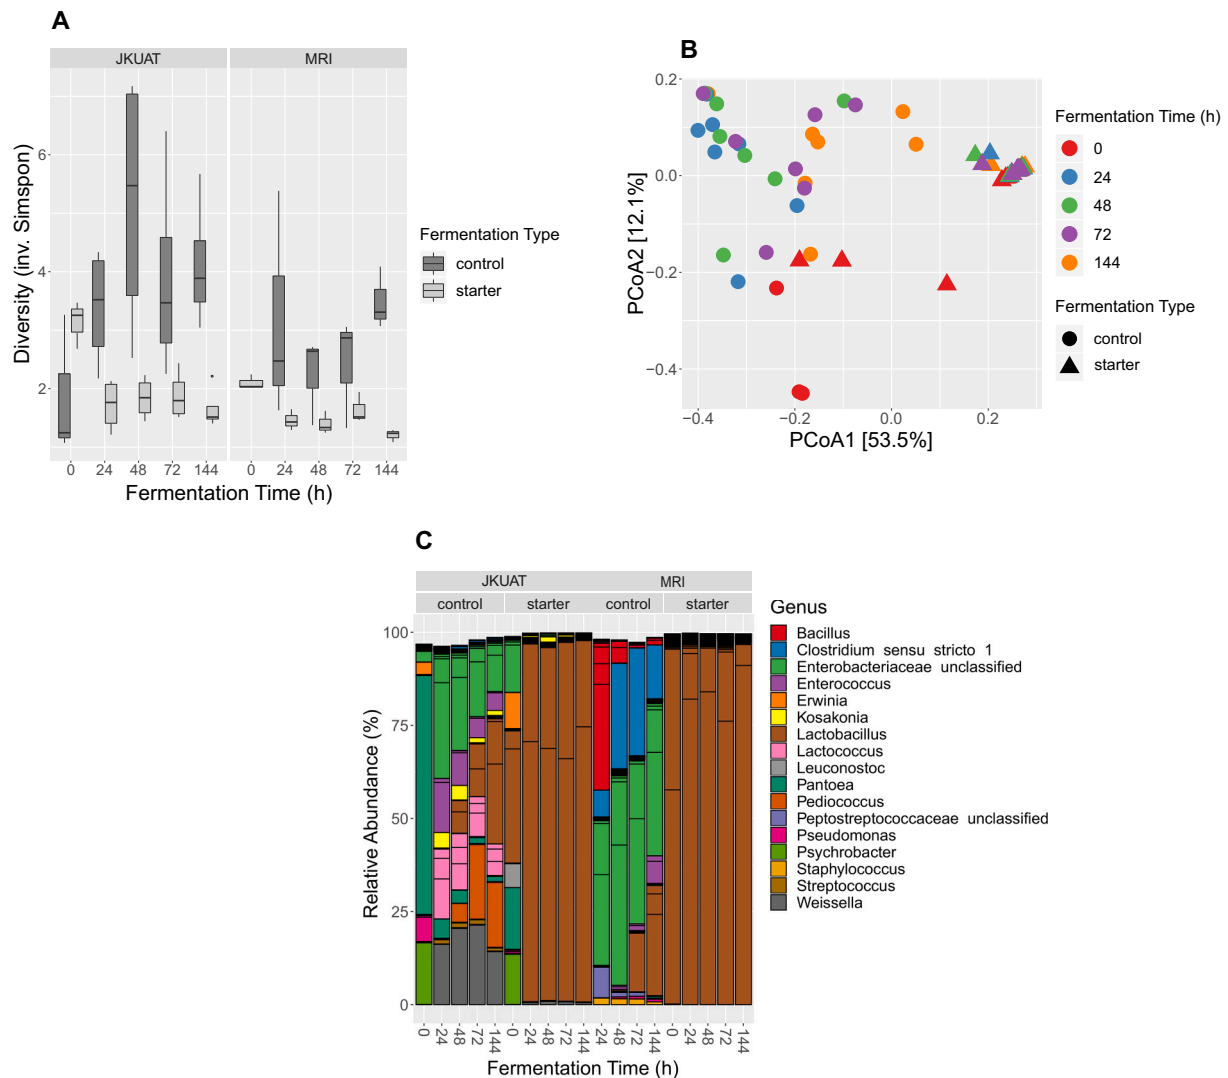 A
JKUAT MRI
Diversity (inv. Simspon)
6
4
2
0 24 48 72 144 0 24 48 72 144
Fermentation Time (h)
Fermentation Type
control
starter
B
0.2
0.0
−0.2
−0.4
PCoA2 [12.1%]
−0.4 −0.2 0.0 0.2
PCoA1 [53.5%]
Fermentation Time (h)
0
24
48
72
144
Fermentation Type
control
starter
C
JKUAT MRI
control starter control starter
Relative Abundance (%)
100
75
50
25
0
0 24 48 72 144 0 24 48 72 144 24 48 72 144 0 24 48 72 144
Fermentation Time (h)
Genus
Bacillus
Clostridium sensu stricto 1
Enterobacteriaceae unclassified
Enterococcus
Erwinia
Kosakonia
Lactobacillus
Lactococcus
Leuconostoc
Pantoea
Pediococcus
Peptostreptococcaceae unclassified
Pseudomonas
Psychrobacter
Staphylococcus
Streptococcus
Weissella